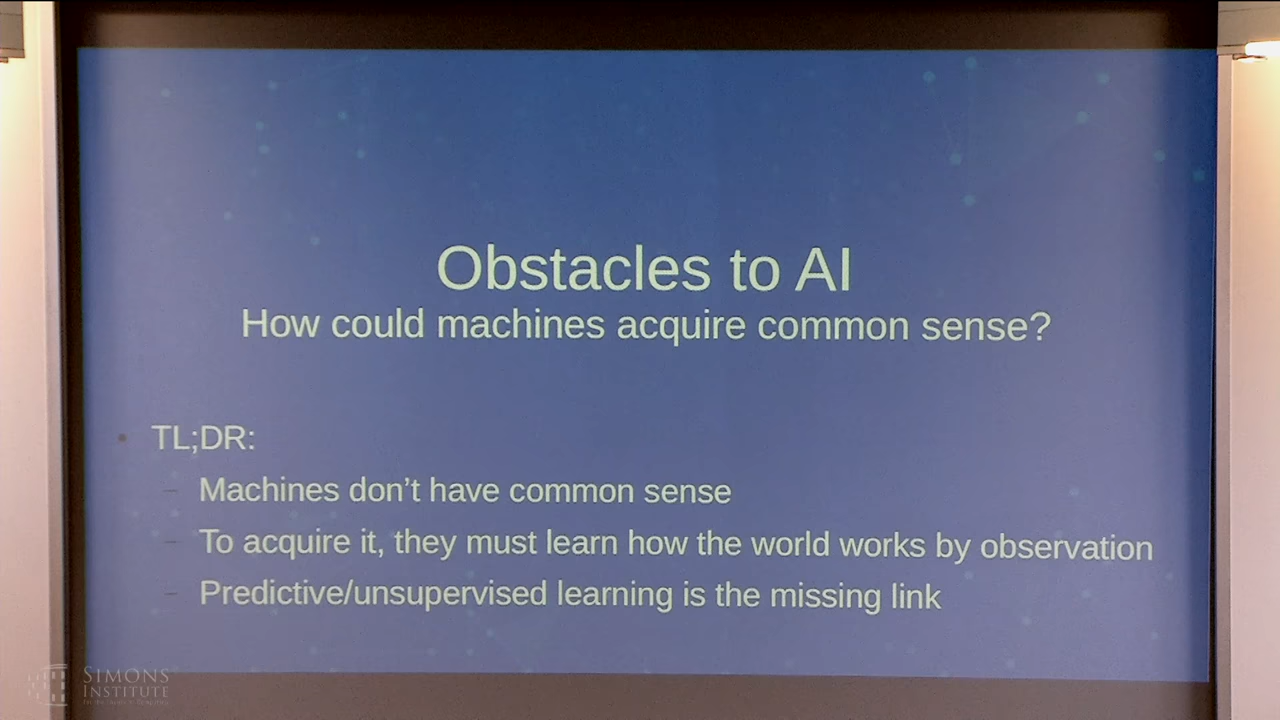 Obstacles to AI
How could machines acquire common sense?
• TL;DR:
– Machines don't have common sense
– To acquire it, they must learn how the world works by observation
– Predictive/unsupervised learning is the missing link
SIMONS
INSTITUTE